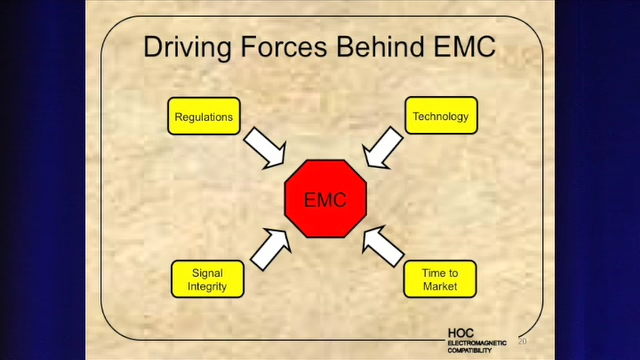 Driving Forces Behind EMC
Regulations
Technology
EMC
Signal
Integrity
Time to
Market
HOC
ELECTROMAGNETIC
COMPATIBILITY
20